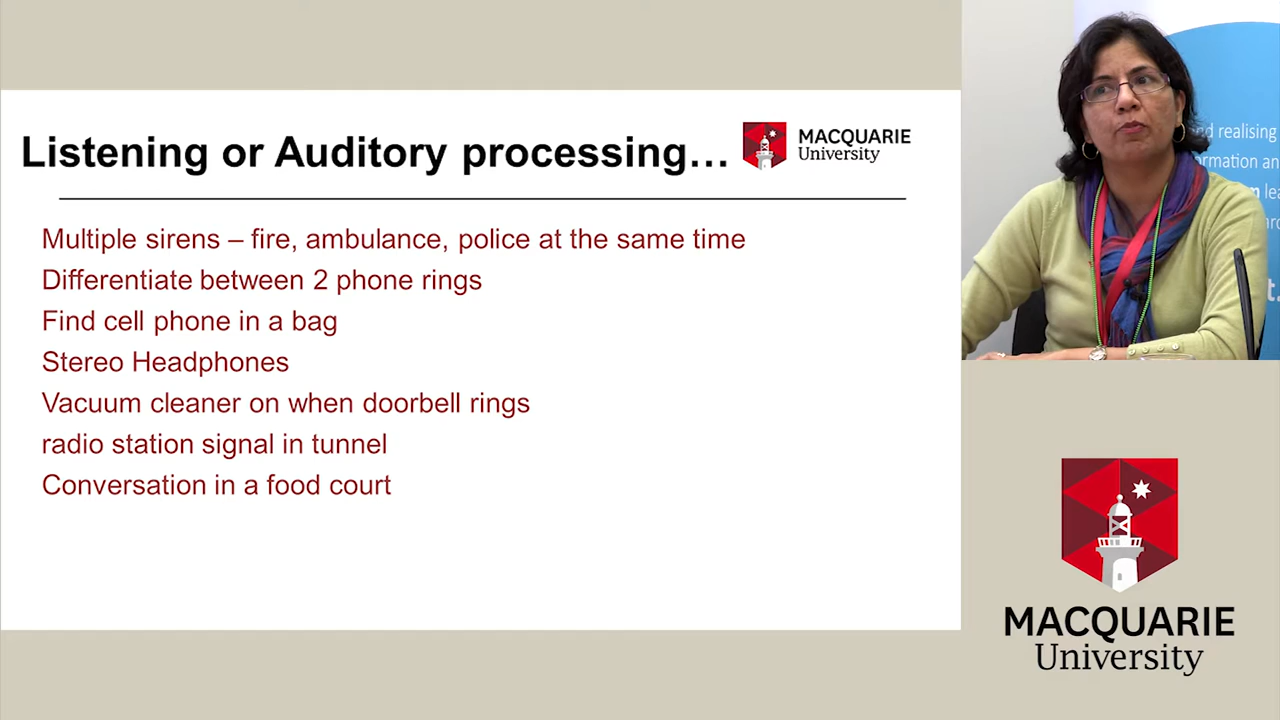 Listening or Auditory processing…
MACQUARIE
University
Multiple sirens – fire, ambulance, police at the same time
Differentiate between 2 phone rings
Find cell phone in a bag
Stereo Headphones
Vacuum cleaner on when doorbell rings
radio station signal in tunnel
Conversation in a food court
realising
and
MACQUARIE
University